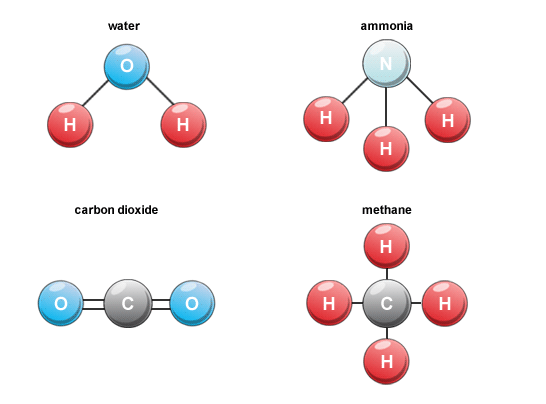 water
O
H H
ammonia
N
H H
H
carbon dioxide
O C O
methane
H
H C H
H